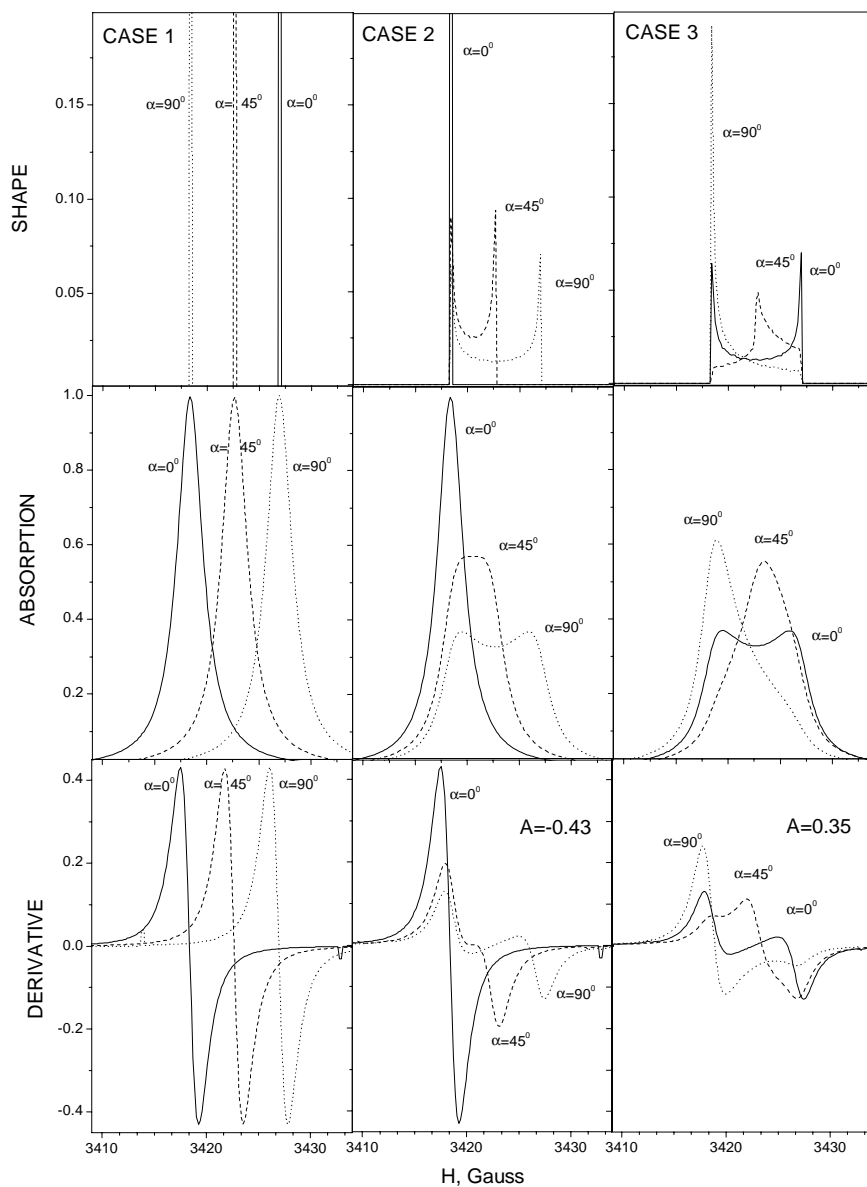 CASE 1
CASE 2
CASE 3
α=0⁰
α=90⁰
α= 45⁰
α=0⁰
α=90⁰
α=45⁰
α=45⁰
α=0⁰
α=90⁰
SHAPE
0.15
0.10
0.05
α=0⁰
α= 45⁰
α=90⁰
α=0⁰
α=45⁰
α=90⁰
α=90⁰
α=45⁰
α=0⁰
ABSORPTION
1.0
0.8
0.6
0.4
0.2
α=0⁰
α= 45⁰
α=90⁰
α=0⁰
A=-0.43
α=90⁰
α=45⁰
A=0.35
α=90⁰
α=45⁰
α=0⁰
DERIVATIVE
0.4
0.2
0.0
-0.2
-0.4
3410 3420 3430 3410 3420 3430 3410 3420 3430
H, Gauss